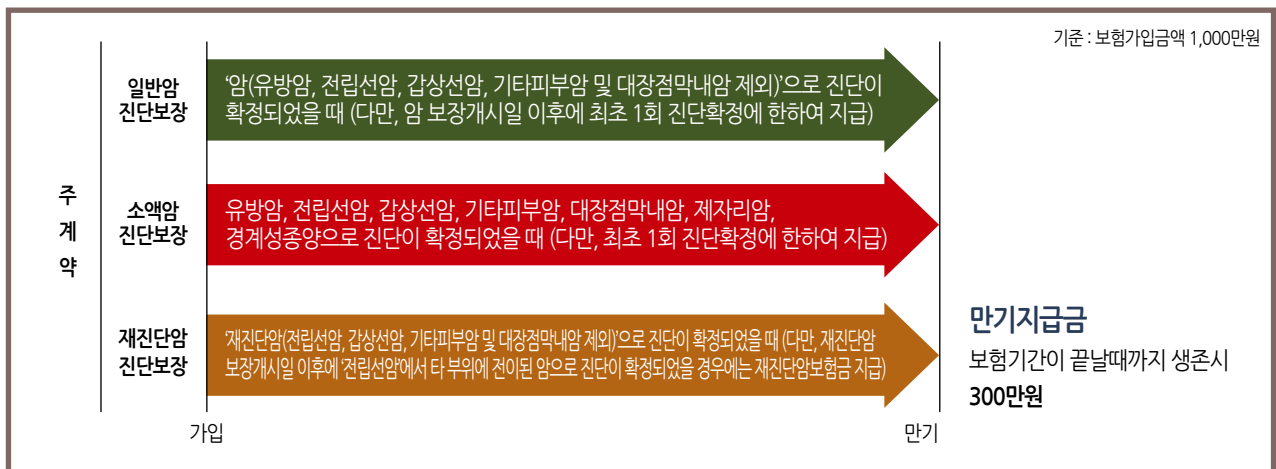 기준 : 보험가입금액 1,000만원
주
계
약
일반암
진단보장
'암(유방암, 전립선암, 갑상선암, 기타피부암 및 대장점막내암 제외)'으로 진단이
확정되었을 때 (다만, 암 보장개시일 이후에 최초 1회 진단확정에 한하여 지급)
소액암
진단보장
유방암, 전립선암, 갑상선암, 기타피부암, 대장점막내암, 제자리암,
경계성종양으로 진단이 확정되었을 때 (다만, 최초 1회 진단확정에 한하여 지급)
재진단암
진단보장
'재진단암(전립선암, 갑상선암, 기타피부암 및 대장점막내암 제외)'으로 진단이 확정되었을 때 (다만, 재진단암
보장개시일 이후에 '전립선암'에서 타 부위에 전이된 암으로 진단이 확정되었을 경우에는 재진단암보험금 지급)
만기지급금
보험기간이 끝날때까지 생존시
300만원
가입
만기